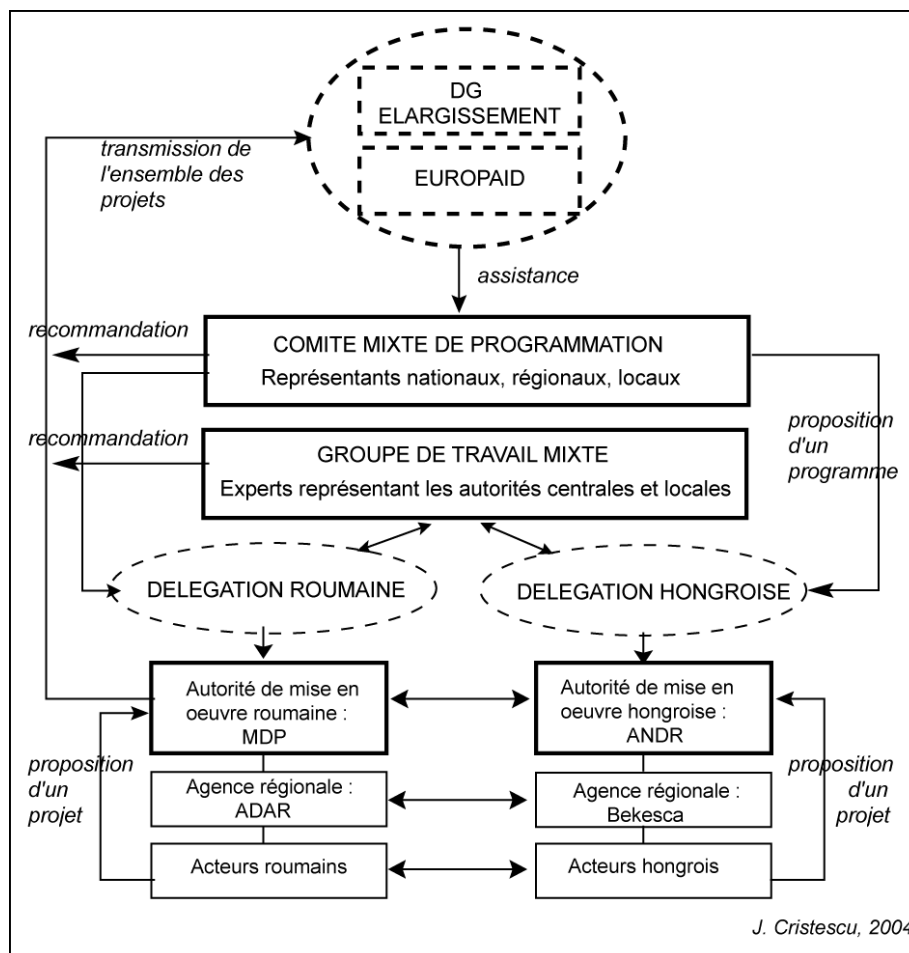 DG
ELARGISSEMENT
EUROPAID
transmission de
l'ensemble des
projets
assistance
recommandation
COMITE MIXTE DE PROGRAMMATION
Représentants nationaux, régionaux, locaux
proposition
d'un
programme
recommandation
GROUPE DE TRAVAIL MIXTE
Experts représentant les autorités centrales et locales
DELEGATION ROUMAINE
DELEGATION HONGROISE
Autorité de mise en
oeuvre roumaine :
MDP
Autorité de mise en
oeuvre hongroise :
ANDR
proposition
d'un
projet
Agence régionale :
ADAR
Agence régionale :
Bekesca
proposition
d'un
projet
Acteurs roumains
Acteurs hongrois
J. Cristescu, 2004